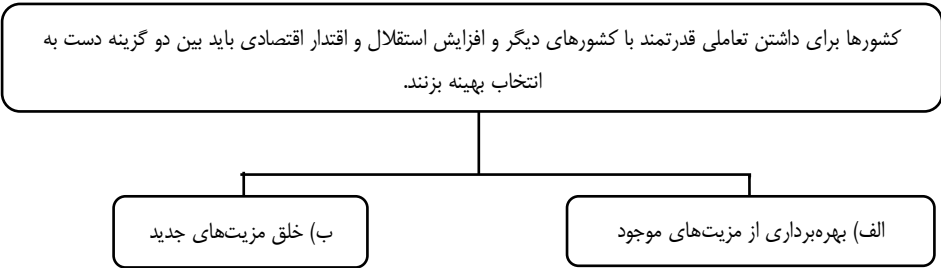 کشورها برای داشتن تعاملی قدرتمند با کشورهای دیگر و افزایش استقلال و اقتدار اقتصادی باید بین دو گزینه دست به
انتخاب بهینه بزنند.
الف) بهره‌برداری از مزیت‌های موجود
ب) خلق مزیت‌های جدید